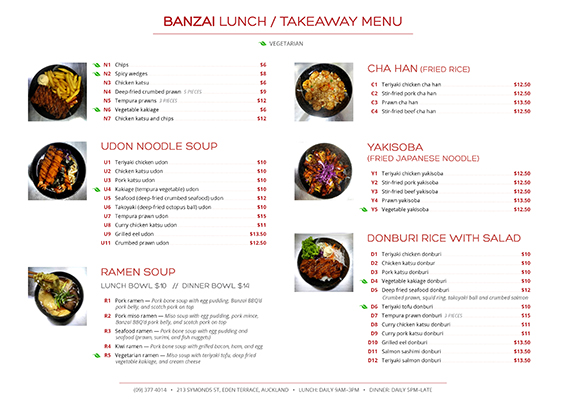 BANZAI LUNCH / TAKEAWAY MENU
VEGETARIAN
N1 Chips $6
N2 Spicy wedges $8
N3 Chicken katsu $6
N4 Deep-fried crumbed prawn 5 PIECES $9
N5 Tempura prawns 5 PIECES $12
N6 Vegetable kakiage $6
N7 Chicken katsu and chips $12
UDON NOODLE SOUP
U1 Teriyaki chicken udon $10
U2 Chicken katsu udon $10
U3 Pork katsu udon $10
U4 Kakiage (tempura vegetable) udon $10
U5 Seafood (deep-fried crumbed seafood) udon $12
U6 Takoyaki (deep-fried octopus ball) udon $10
U7 Tempura prawn udon $15
U8 Curry chicken katsu udon $11
U9 Grilled eel udon $13.50
U11 Crumbed prawn udon $12.50
RAMEN SOUP
LUNCH BOWL $10 // DINNER BOWL $14
R1 Pork ramen — Pork bone soup with egg pudding, Banzai BBQ'd
pork belly, and scotch pork on top
R2 Pork miso ramen — Miso soup with egg pudding, pork mince,
Banzai BBQ'd pork belly, and scotch pork on top
R3 Seafood ramen — Pork bone soup with egg pudding and
seafood (prawn, surimi, and fish nuggets)
R4 Kiwi ramen — Pork bone soup with grilled bacon, ham, and egg
R5 Vegetarian ramen — Miso soup with teriyaki tofu, deep fried
vegetable kakiage, and cream cheese
CHA HAN (FRIED RICE)
C1 Teriyaki chicken cha han $12.50
C2 Stir-fried pork cha han $12.50
C3 Prawn cha han $13.50
C4 Stir-fried beef cha han $12.50
YAKISOBA
(FRIED JAPANESE NOODLE)
Y1 Teriyaki chicken yakisoba $12.50
Y2 Stir-fried pork yakisoba $12.50
Y3 Stir-fried beef yakisoba $12.50
Y4 Prawn yakisoba $13.50
Y5 Vegetable yakisoba $12.50
DONBURI RICE WITH SALAD
D1 Teriyaki chicken donburi $10
D2 Chicken katsu donbur $10
D3 Pork katsu donburi $10
D4 Vegetable kakiage donburi $10
D5 Deep fried seafood donburi $12
Crumbed prawn, squid ring, takoyaki ball and crumbed salmon
D6 Teriyaki tofu donburi $10
D7 Tempura prawn donburi 5 PIECES $15
D8 Curry chicken katsu donburi $11
D9 Curry pork katsu donburi $11
D10 Grilled eel donburi $13.50
D11 Salmon sashimi donburi $13.50
D12 Teriyaki salmon donburi $13.50
(09) 377 4014 • 213 SYMONDS ST, EDEN TERRACE, AUCKLAND • LUNCH: DAILY 9AM–3PM • DINNER: DAILY 5PM–LATE